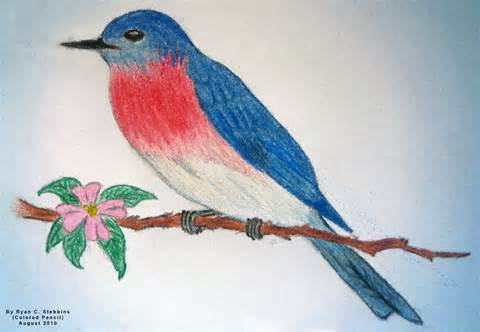 By Ryan C. Stebbins
(Colored Pencil)
August 2010